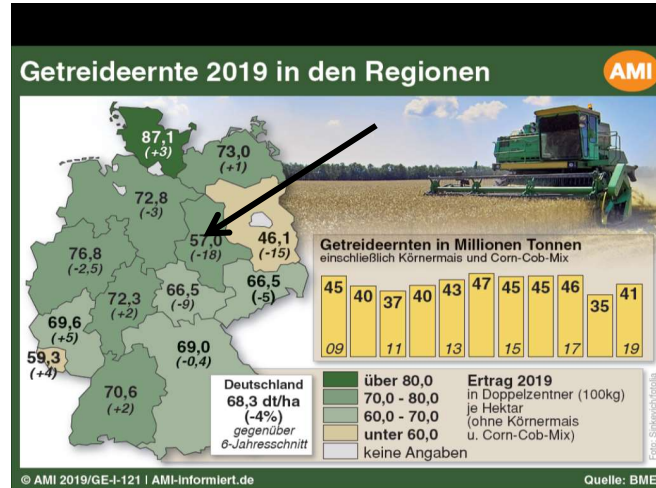 Getreideernte 2019 in den Regionen
AMI
87,1
(+3)
73,0
(+1)
72,8
(-3)
57,0
(-18)
46,1
(-15)
76,8
(-2,5)
72,3
(+2)
66,5
(-9)
66,5
(-5)
69,6
(+5)
59,3
(+4)
69,0
(-0,4)
70,6
(+2)
Getreideernten in Millionen Tonnen
einschließlich Körnermais und Corn-Cob-Mix
45 40 37 40 43 47 45 45 46 35 41
09 11 13 15 17 19
Deutschland
68,3 dt/ha
(-4%)
gegenüber
6-Jahresschnitt
über 80,0
70,0 - 80,0
60,0 - 70,0
unter 60,0
keine Angaben
Ertrag 2019
in Doppelzentner (100kg)
je Hektar
(ohne Körnermais
u. Corn-Cob-Mix)
Foto: Sinkevich/fotolia
© AMI 2019/GE-I-121 | AMI-informiert.de
Quelle: BME